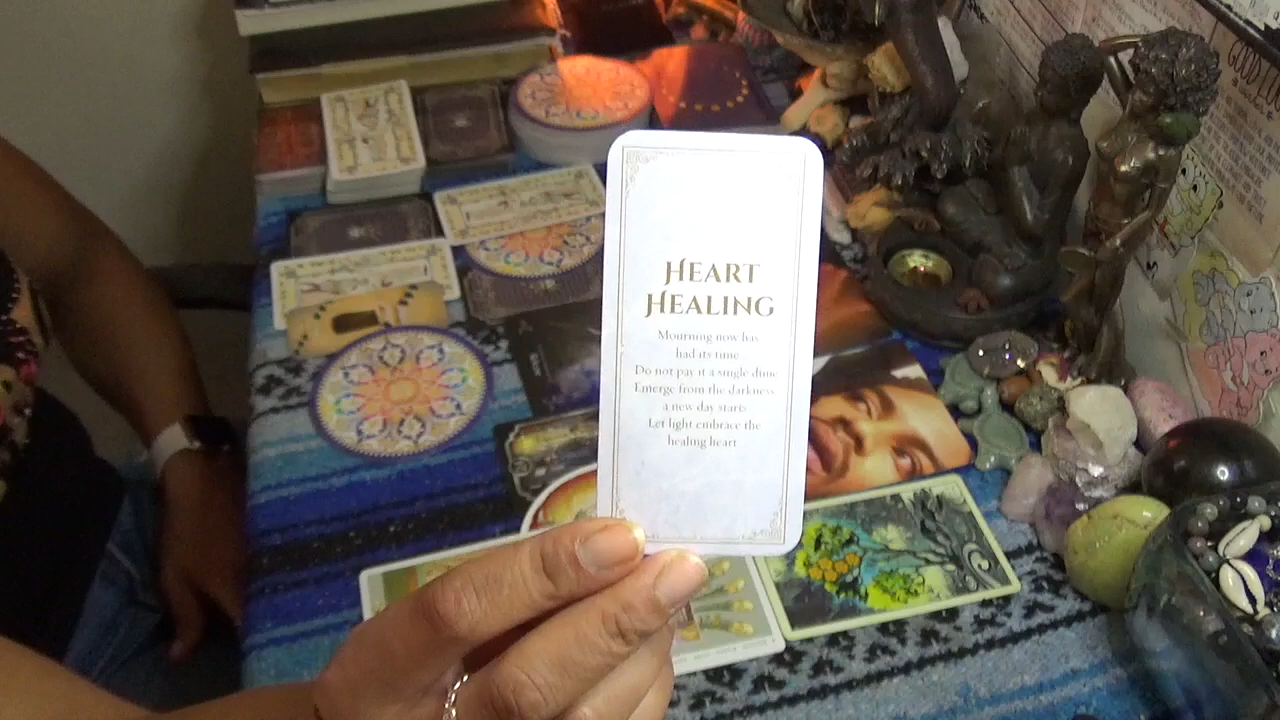 HEART
HEALING
Mourning now has
had its time
Do not pay it a single dime
Emerge from the darkness
a new day starts
Let light embrace the
healing heart
GOOD